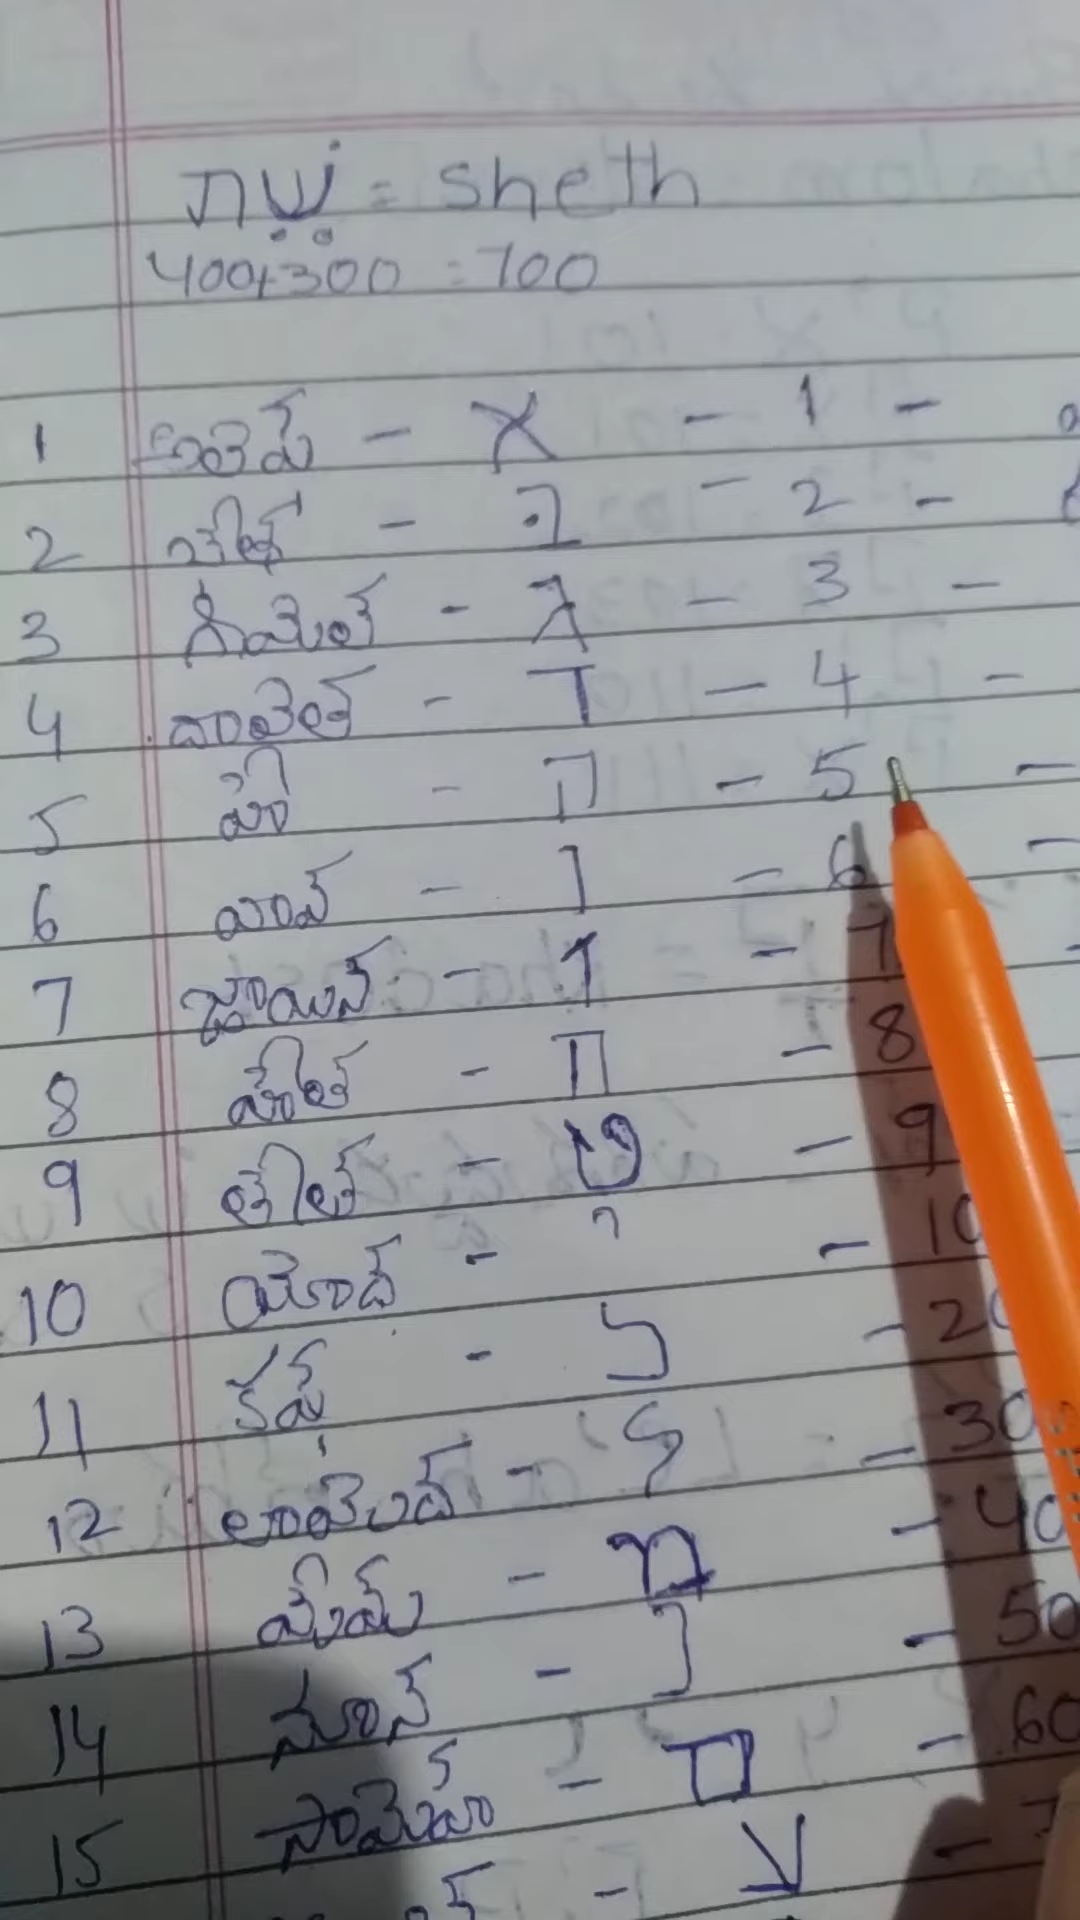 שֵׁת = sheth
400+300 = 700
1 అలెఫ్ - א - 1 -
2 బేత్ - ב - 2 -
3 గీమెల్ - ג - 3 -
4 దాలెత్ - ד - 4 -
5 హే - ה - 5 -
6 వావ్ - ו - 6 -
7 జాయిన్ - ז - 7
8 హేత్ - ח - 8
9 తేత్ - ט - 9
10 యోద్ - י - 10
11 కఫ్ - כ - 20
12 లామెద్ - ל - 30
13 మేమ్ - מ - 40
14 నూన్ - נ - 50
15 సామెహ్ - ס - 60
- ע -